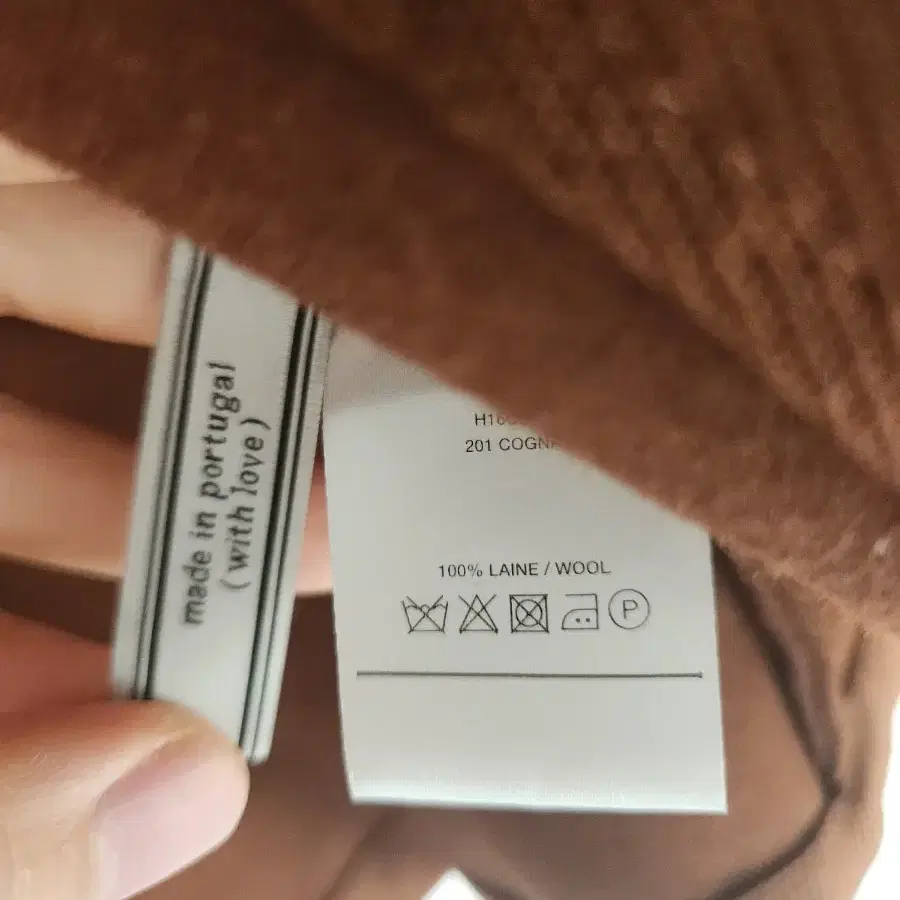 made in portugal
(with love)
201
100% LAINE / WOOL
P